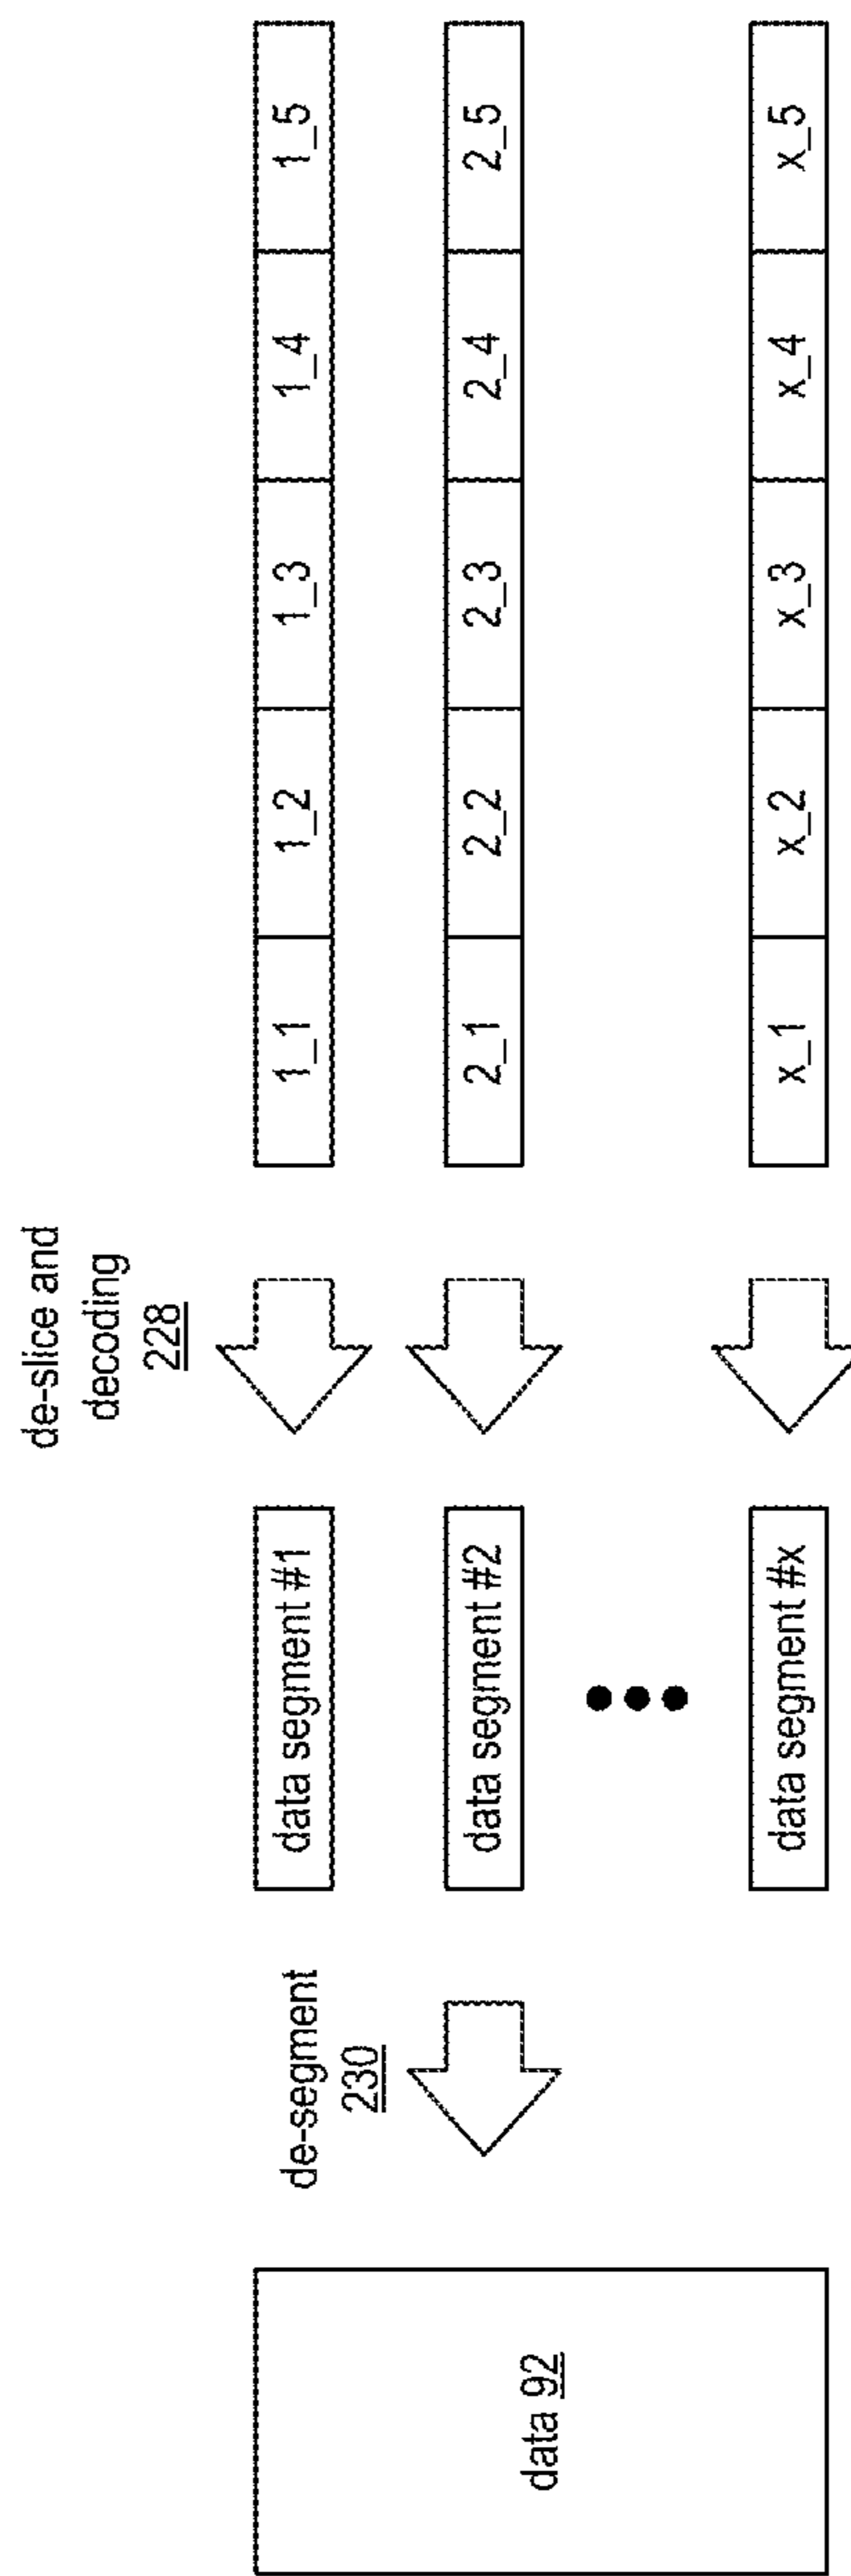 de-slice and
decoding
228
de-segment
230
data 92
data segment #1
1_1
1_2
1_3
1_4
1_5
data segment #2
2_1
2_2
2_3
2_4
2_5
data segment #x
x_1
x_2
x_3
x_4
x_5